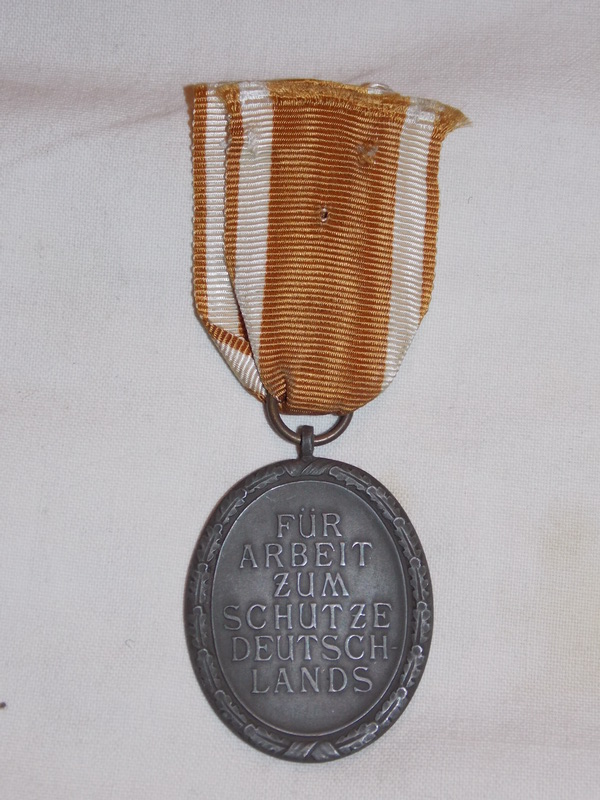 FÜR
ARBEIT
ZUM
SCHUTZE
DEUTSCH-
LANDS